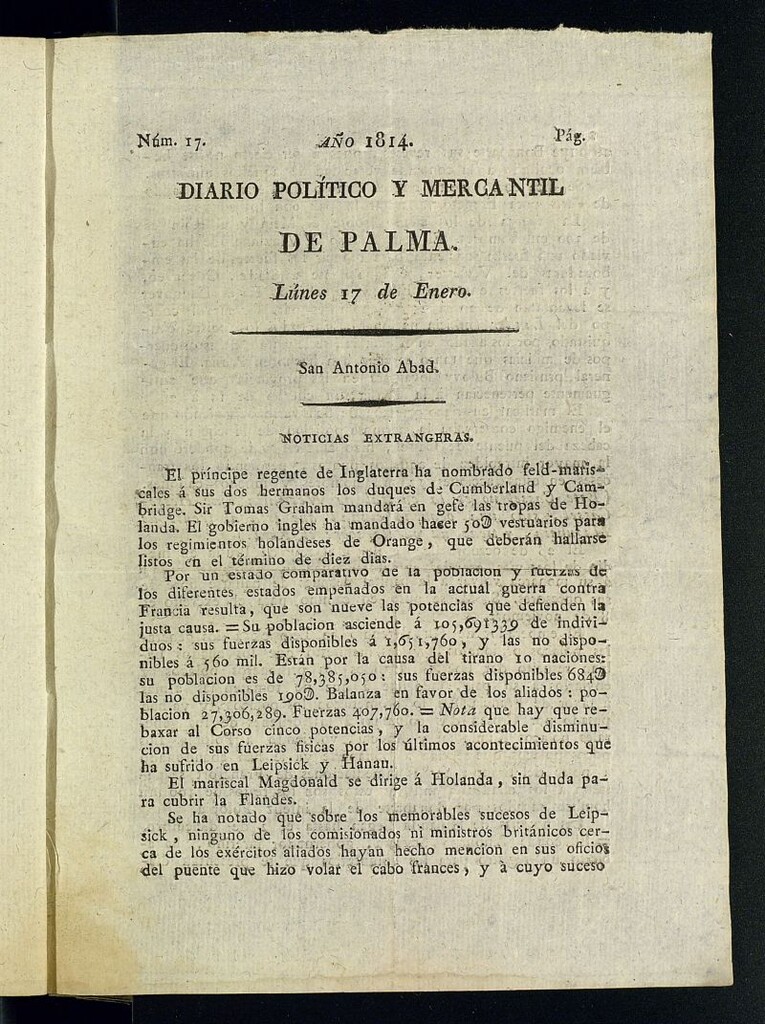 Núm. 17. AÑO 1814. Pág.
DIARIO POLÍTICO Y MERCANTIL
DE PALMA.
Lúnes 17 de Enero.
San Antonio Abad.
NOTICIAS EXTRANGERAS.
El príncipe regente de Inglaterra ha nombrado feld-maris-
cales á sus dos hermanos los duques de Cumberland y Cam-
bridge. Sir Tomas Graham mandará en gefe las tropas de Ho-
landa. El gobierno ingles ha mandado hacer 50Ꭰ vestuarios para
los regimientos holandeses de Orange, que deberán hallarse
listos en el término de diez dias.
Por un estado comparativo de la poblacion y fuerzas de
los diferentes estados empeñados en la actual guerra contra
Francia resulta, que son nueve las potencias que defienden la
justa causa. = Su poblacion asciende á 105,691339 de indivi-
duos: sus fuerzas disponibles á 1,651,760, y las no dispo-
nibles á 560 mil. Están por la causa del tirano 10 naciones:
su poblacion es de 78,385,050: sus fuerzas disponibles 684Ꭰ
las no disponibles 190Ꭰ. Balanza en favor de los aliados: po-
blacion 27,306,289. Fuerzas 407,760. = Nota que hay que re-
baxar al Corso cinco potencias, y la considerable disminu-
cion de sus fuerzas fisicas por los últimos acontecimientos que
ha sufrido en Leipsick y Hanau.
El mariscal Magdonald se dirige á Holanda, sin duda pa-
ra cubrir la Flandes.
Se ha notado que sobre los memorables sucesos de Leip-
sick, ninguno de los comisionados ni ministros británicos cer-
ca de los exércitos aliados hayan hecho mencion en sus oficios
del puente que hizo volar el cabo frances, y à cuyo suceso